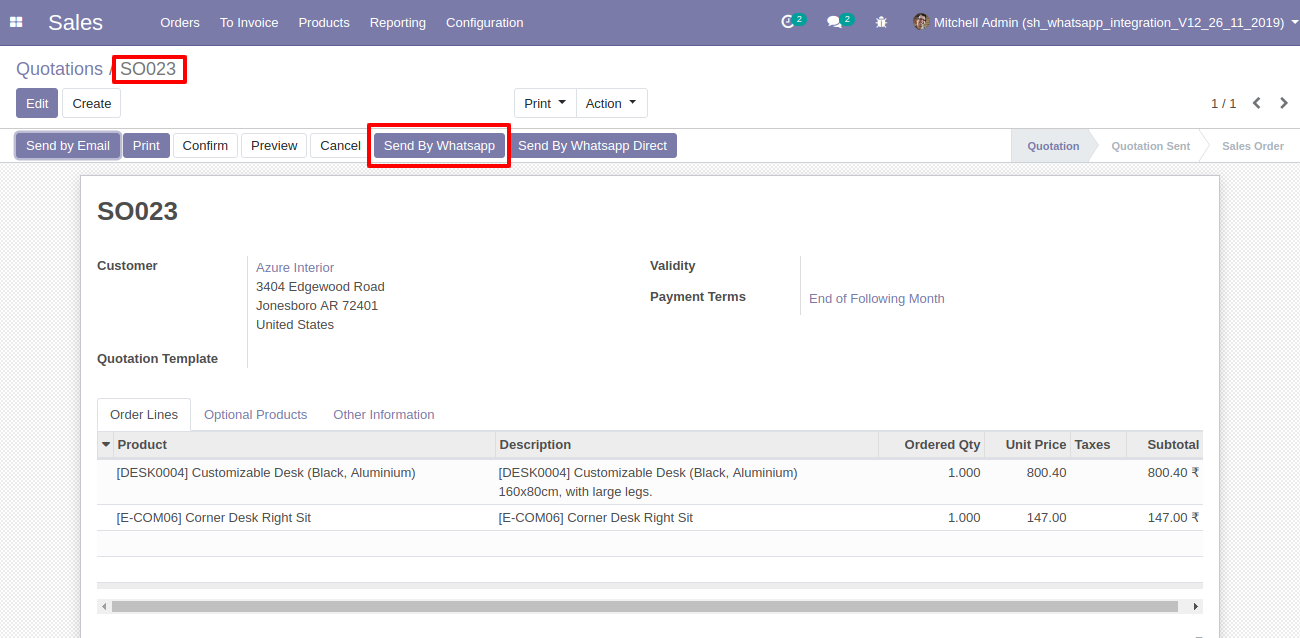 Sales Orders To Invoice Products Reporting Configuration 2 2 Mitchell Admin (sh_whatsapp_integration_V12_26_11_2019)
Quotations / SO023
Edit Create Print Action 1 / 1
Send by Email Print Confirm Preview Cancel Send By Whatsapp Send By Whatsapp Direct Quotation Quotation Sent Sales Order
SO023
Customer Azure Interior
3404 Edgewood Road
Jonesboro AR 72401
United States
Quotation Template
Validity
Payment Terms End of Following Month
Order Lines Optional Products Other Information
Product Description Ordered Qty Unit Price Taxes Subtotal
[DESK0004] Customizable Desk (Black, Aluminium) [DESK0004] Customizable Desk (Black, Aluminium) 1.000 800.40 800.40 ₹
160x80cm, with large legs.
[E-COM06] Corner Desk Right Sit [E-COM06] Corner Desk Right Sit 1.000 147.00 147.00 ₹